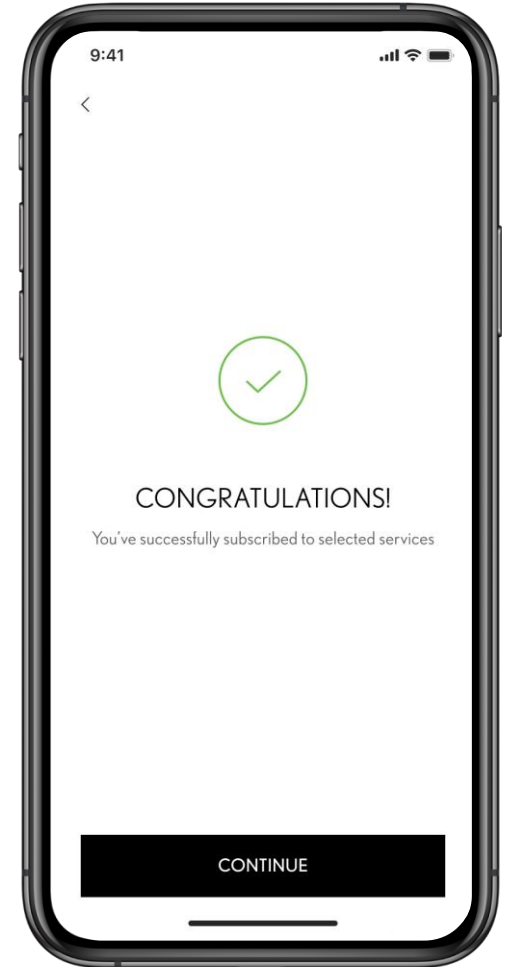 9:41
CONGRATULATIONS!
You've successfully subscribed to selected services
CONTINUE